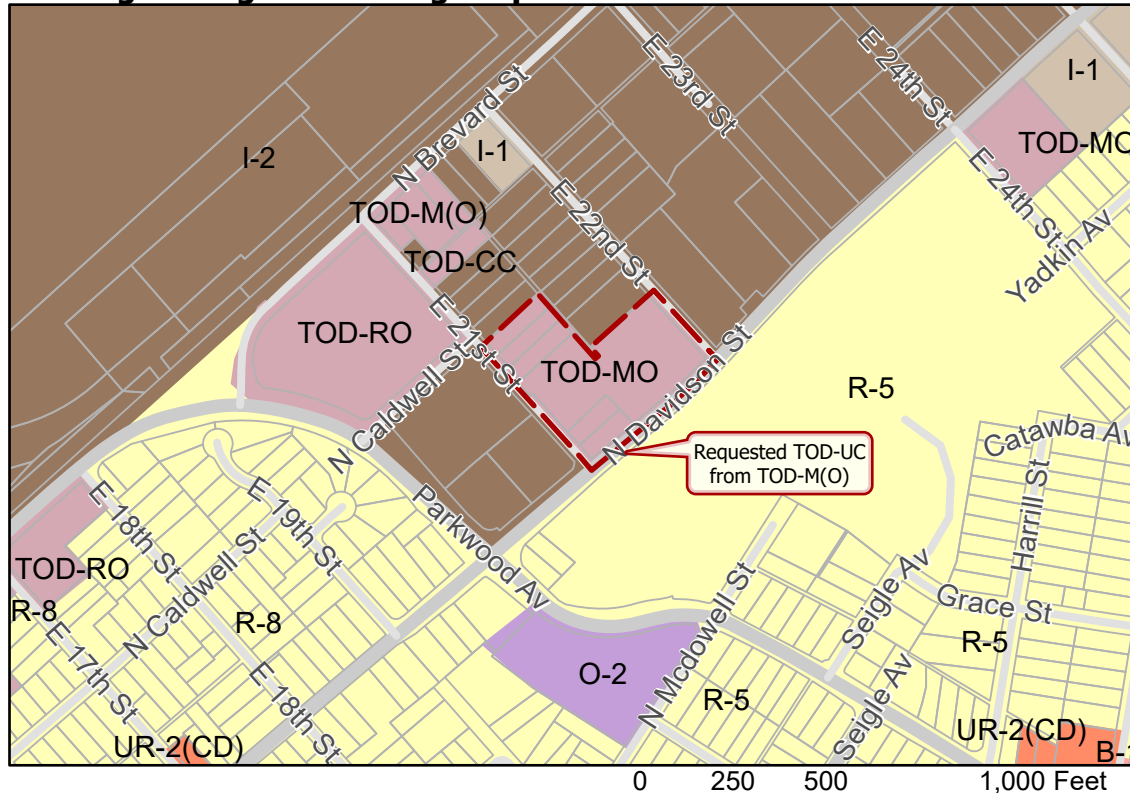 E 23rd St
E 24th St
I-1
TOD-MO
I-2
N Brevard St
I-1
TOD-M(O)
E 22nd St
E 24th St
Yadkin Av
TOD-CC
TOD-RO
E 21st St
TOD-MO
N Caldwell St
N Davidson St
R-5
Requested TOD-UC
from TOD-M(O)
Catawba Av
Harrill St
E 18th St
E 19th St
Parkwood Av
TOD-RO
R-8
N Caldwell St
R-8
E 17th St
E 18th St
O-2
N Mcdowell St
Seigle Av
Grace St
R-5
R-5
Seigle Av
UR-2(CD)
UR-2(CD)
0 250 500 1,000 Feet